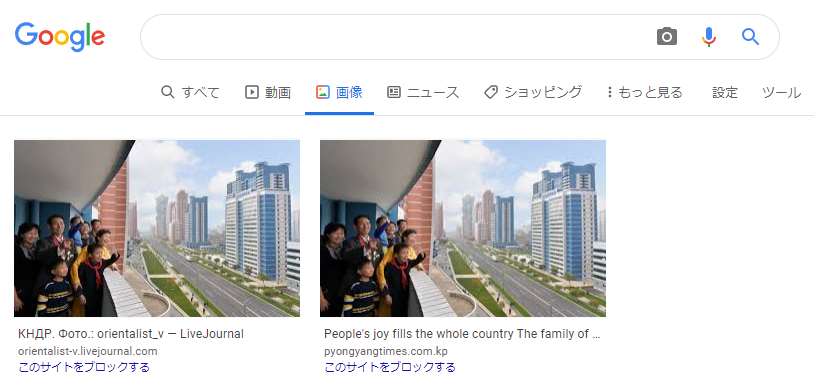 Google
すべて 動画 画像 ニュース ショッピング もっと見る 設定 ツール
КНДР. Фото.: orientalist_v — LiveJournal
orientalist-v.livejournal.com
このサイトをブロックする
People's joy fills the whole country The family of ...
pyongyangtimes.com.kp
このサイトをブロックする